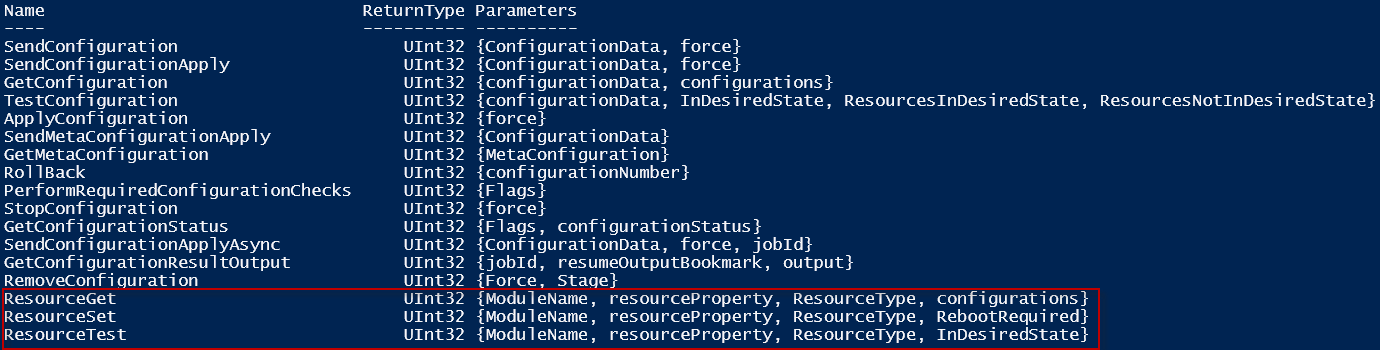 Name ReturnType Parameters
---- ---------- ----------
SendConfiguration UInt32 {ConfigurationData, force}
SendConfigurationApply UInt32 {ConfigurationData, force}
GetConfiguration UInt32 {configurationData, configurations}
TestConfiguration UInt32 {configurationData, InDesiredState, ResourcesInDesiredState, ResourcesNotInDesiredState}
ApplyConfiguration UInt32 {force}
SendMetaConfigurationApply UInt32 {ConfigurationData}
GetMetaConfiguration UInt32 {MetaConfiguration}
RollBack UInt32 {configurationNumber}
PerformRequiredConfigurationChecks UInt32 {Flags}
StopConfiguration UInt32 {force}
GetConfigurationStatus UInt32 {Flags, configurationStatus}
SendConfigurationApplyAsync UInt32 {ConfigurationData, force, jobId}
GetConfigurationResultOutput UInt32 {jobId, resumeOutputBookmark, output}
RemoveConfiguration UInt32 {Force, Stage}
ResourceGet UInt32 {ModuleName, resourceProperty, ResourceType, configurations}
ResourceSet UInt32 {ModuleName, resourceProperty, ResourceType, RebootRequired}
ResourceTest UInt32 {ModuleName, resourceProperty, ResourceType, InDesiredState}